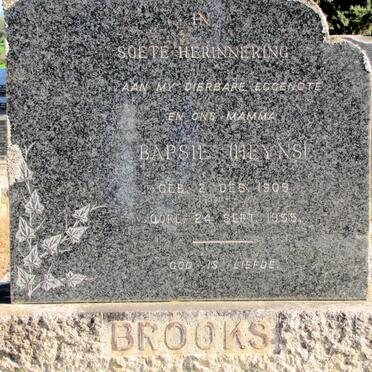 IN
SOETE HERINNERING
AAN MY DIERBARE EGGENOTE
EN ONS MAMMA
BAPSIE (HEYNS)
GEB. 2. DES. 1909
OORL. 24. SEPT. 1955.
GOD IS LIEFDE.
BROOKS